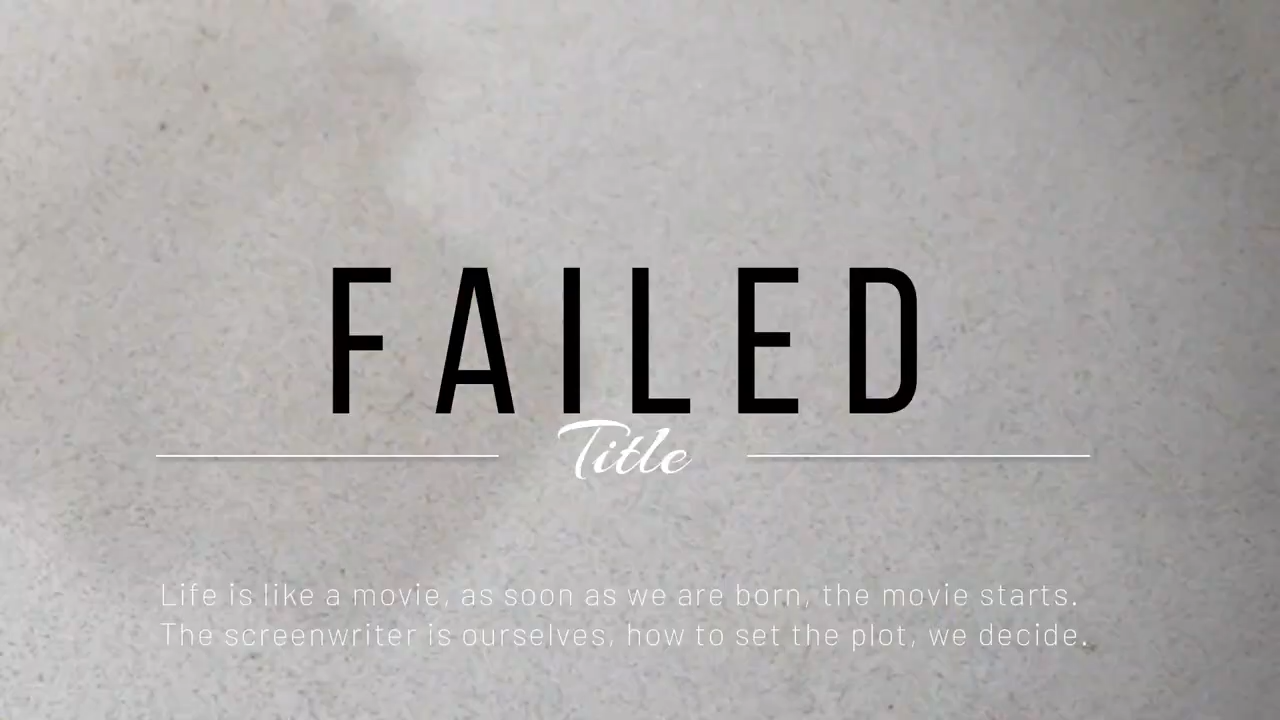 FAILED
Title
Life is like a movie, as soon as we are born, the movie starts.
The screenwriter is ourselves, how to set the plot, we decide.